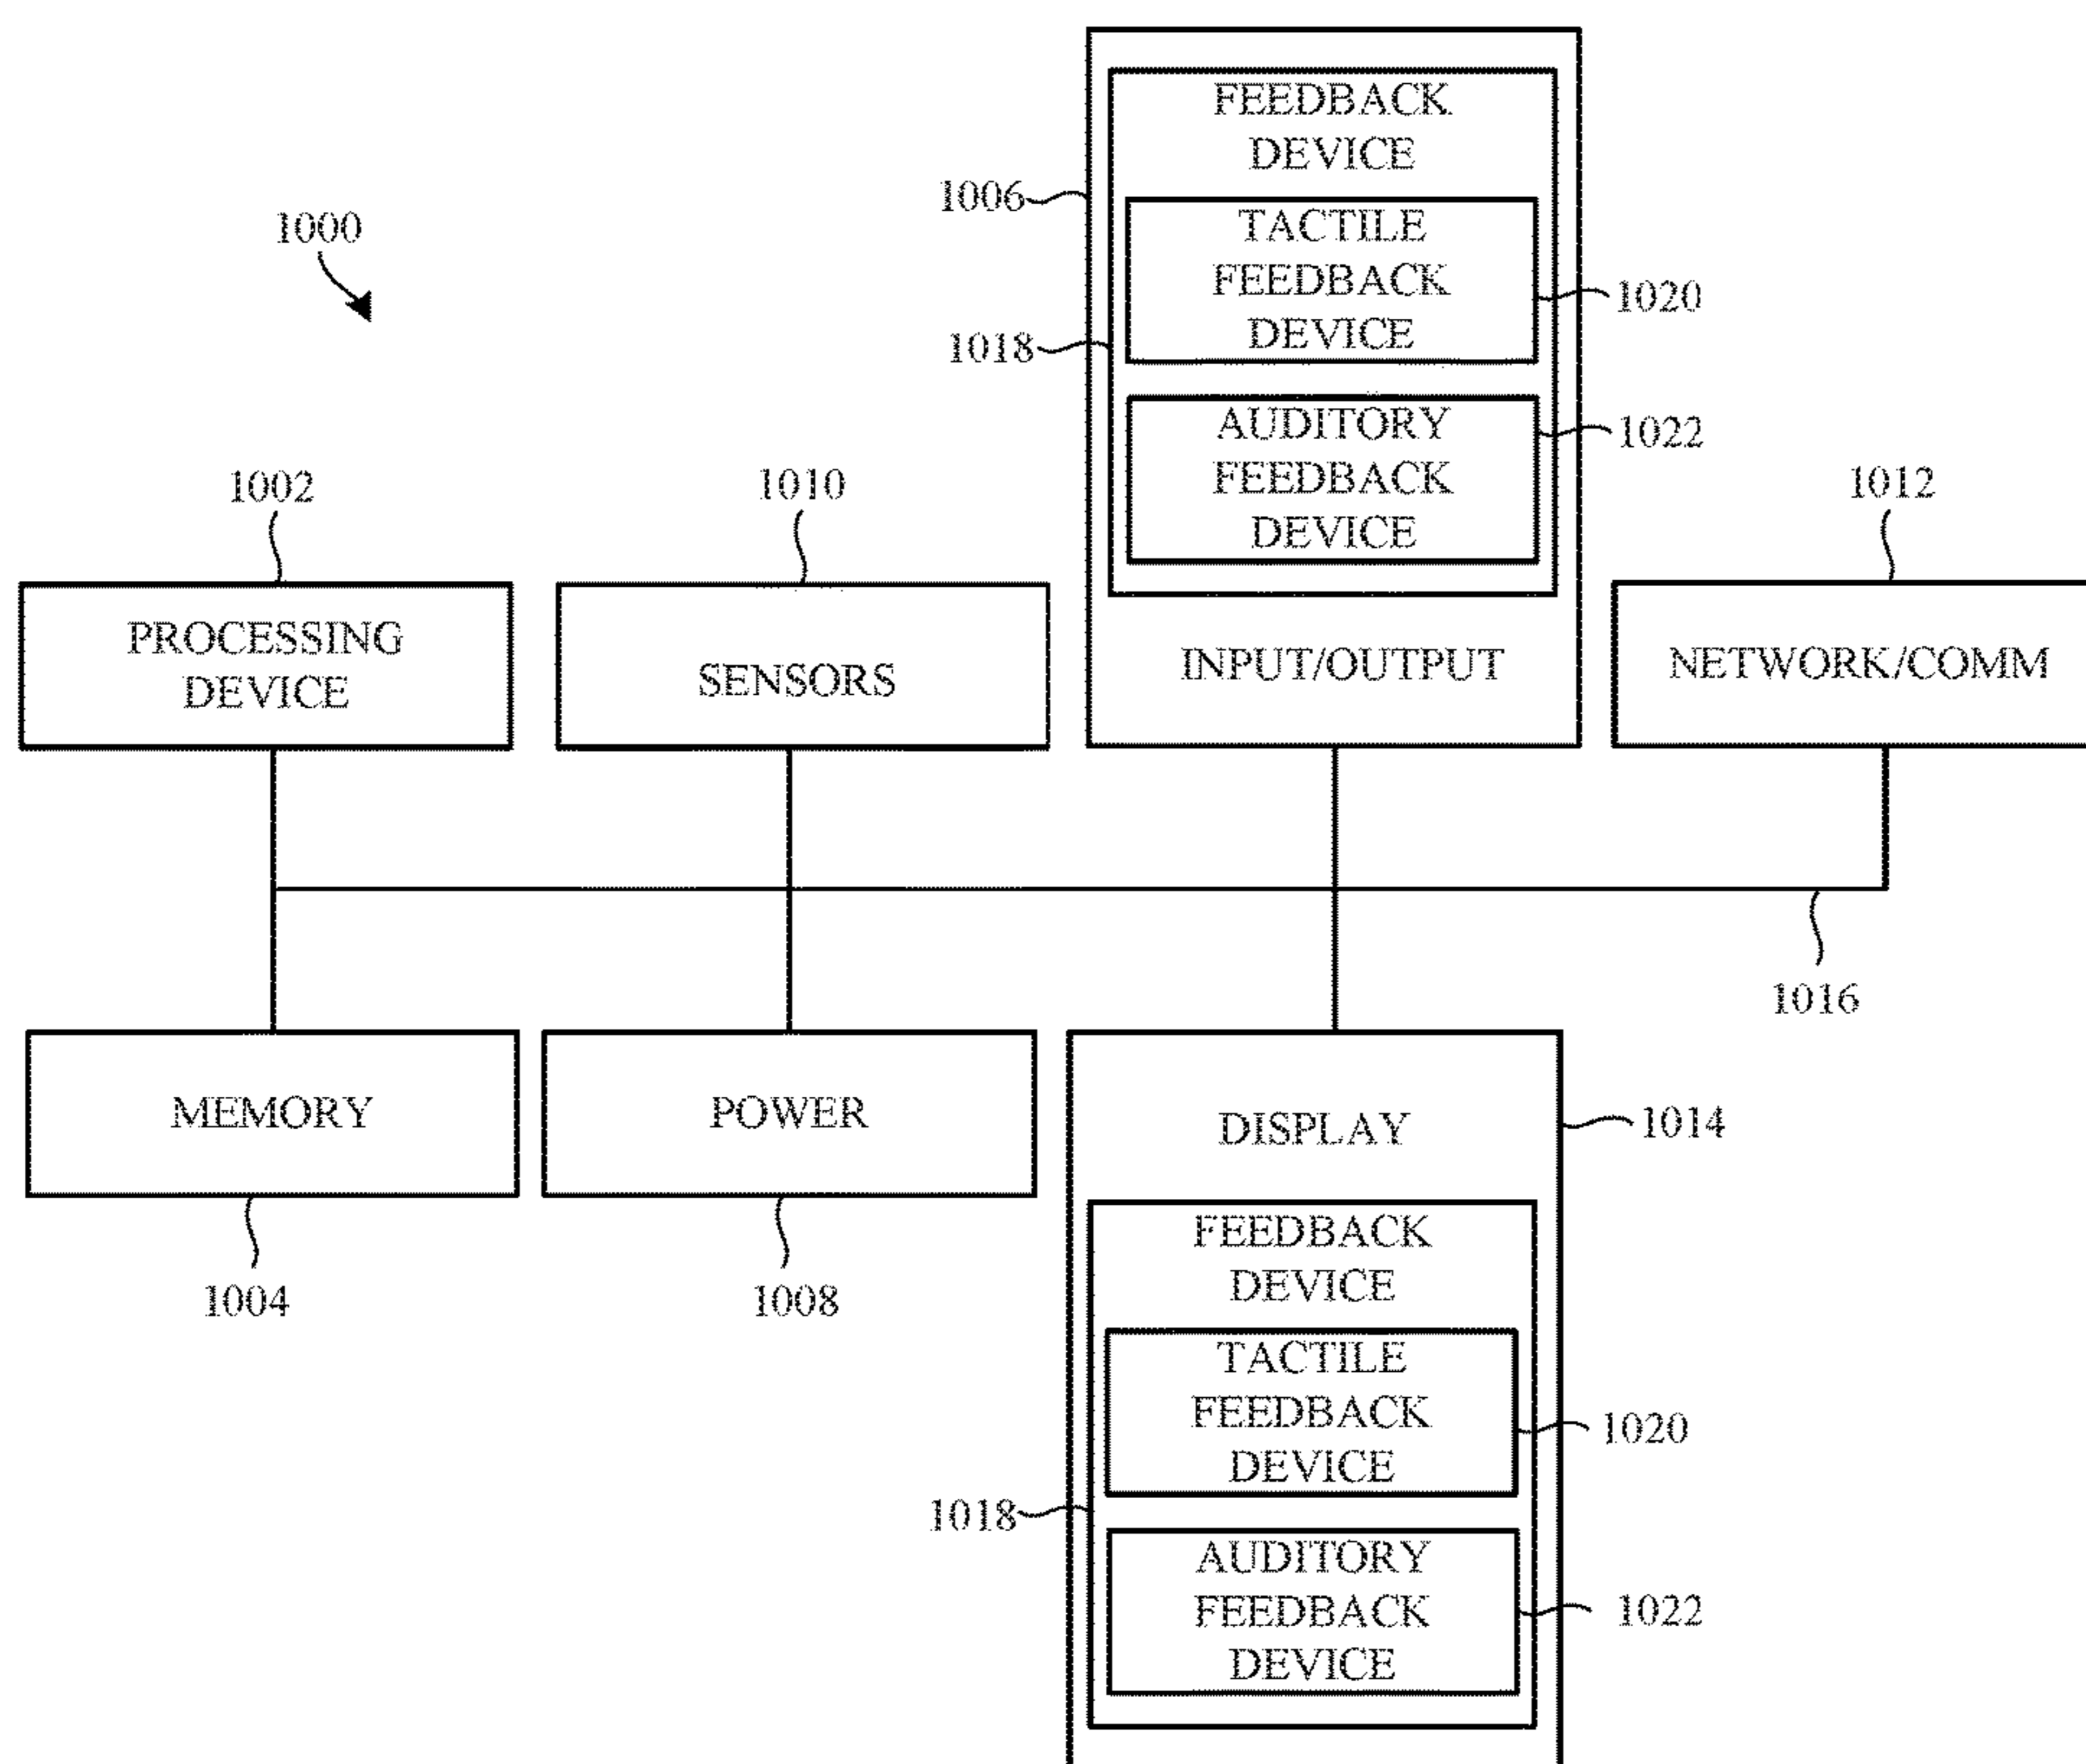 FEEDBACK
DEVICE
1006
TACTILE
FEEDBACK
DEVICE
1020
1000
1018
AUDITORY
FEEDBACK
DEVICE
1022
1002
1010
1012
PROCESSING
DEVICE
SENSORS
INPUT/OUTPUT
NETWORK/COMM
1016
MEMORY
POWER
DISPLAY
1014
1004
1008
FEEDBACK
DEVICE
TACTILE
FEEDBACK
DEVICE
1020
1018
AUDITORY
FEEDBACK
DEVICE
1022